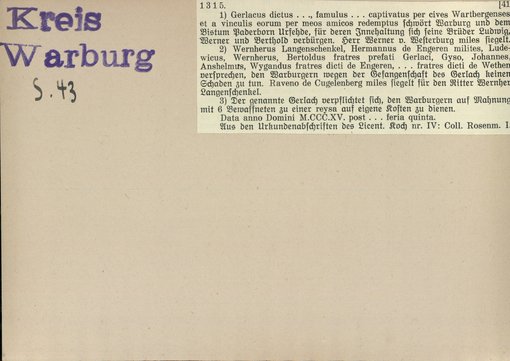 Kreis
Warburg
S. 43
1315. [41
1) Gerlacus dictus . . ., famulus . . . captivatus per cives Wartbergenses
et a vinculis eorum per meos amicos redemptus schwört Warburg und dem
Bistum Paderborn Urfehde, für deren Innehaltung sich seine Brüder Ludwig,
Werner und Berthold verbürgen. Herr Werner v. Westerburg miles siegelt.
2) Wernherus Langenschenkel, Hermannus de Engeren milites, Lude-
wicus, Wernherus, Bertoldus fratres prefati Gerlaci, Gyso, Johannes,
Anshelmus, Wygandus fratres dicti de Engeren, . . . fratres dicti de Wethen
versprechen, den Warburgern wegen der Gefangenschaft des Gerlach keinen
Schaden zu tun. Raveno de Cugelenberg miles siegelt für den Ritter Wernher
Langenschenkel.
3) Der genannte Gerlach verpflichtet sich, den Warburgern auf Mahnung
mit 6 Bewaffneten zu einer reysa auf eigene Kosten zu dienen.
Data anno Domini M.CCC.XV. post . . . feria quinta.
Aus den Urkundenabschriften des Licent. Koch nr. IV: Coll. Rosenm. I.